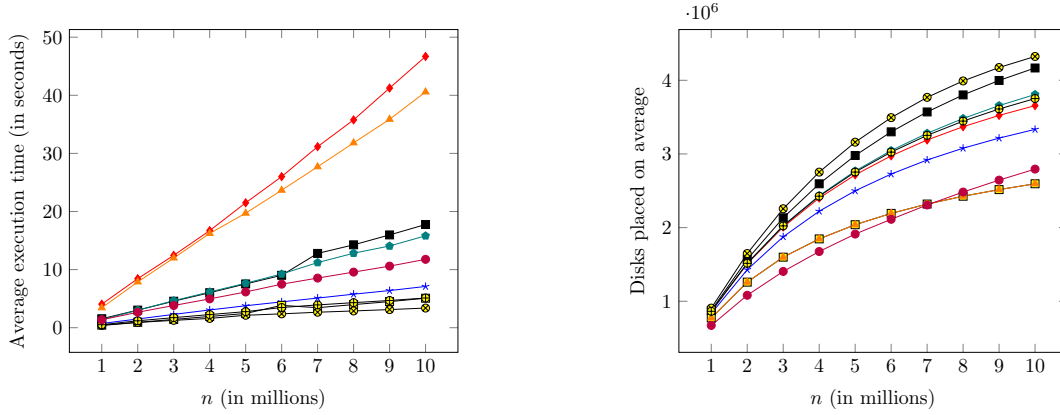 Average execution time (in seconds)
50
40
30
20
10
0
1 2 3 4 5 6 7 8 9 10
n (in millions)
·10⁶
Disks placed on average
4
3
2
1
1 2 3 4 5 6 7 8 9 10
n (in millions)